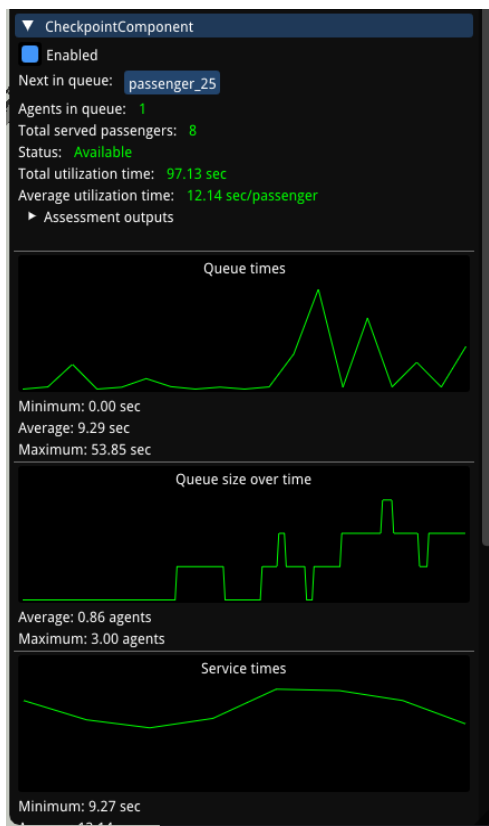 CheckpointComponent
Enabled
Next in queue: passenger_25
Agents in queue: 1
Total served passengers: 8
Status: Available
Total utilization time: 97.13 sec
Average utilization time: 12.14 sec/passenger
Assessment outputs
Queue times
Minimum: 0.00 sec
Average: 9.29 sec
Maximum: 53.85 sec
Queue size over time
Average: 0.86 agents
Maximum: 3.00 agents
Service times
Minimum: 9.27 sec